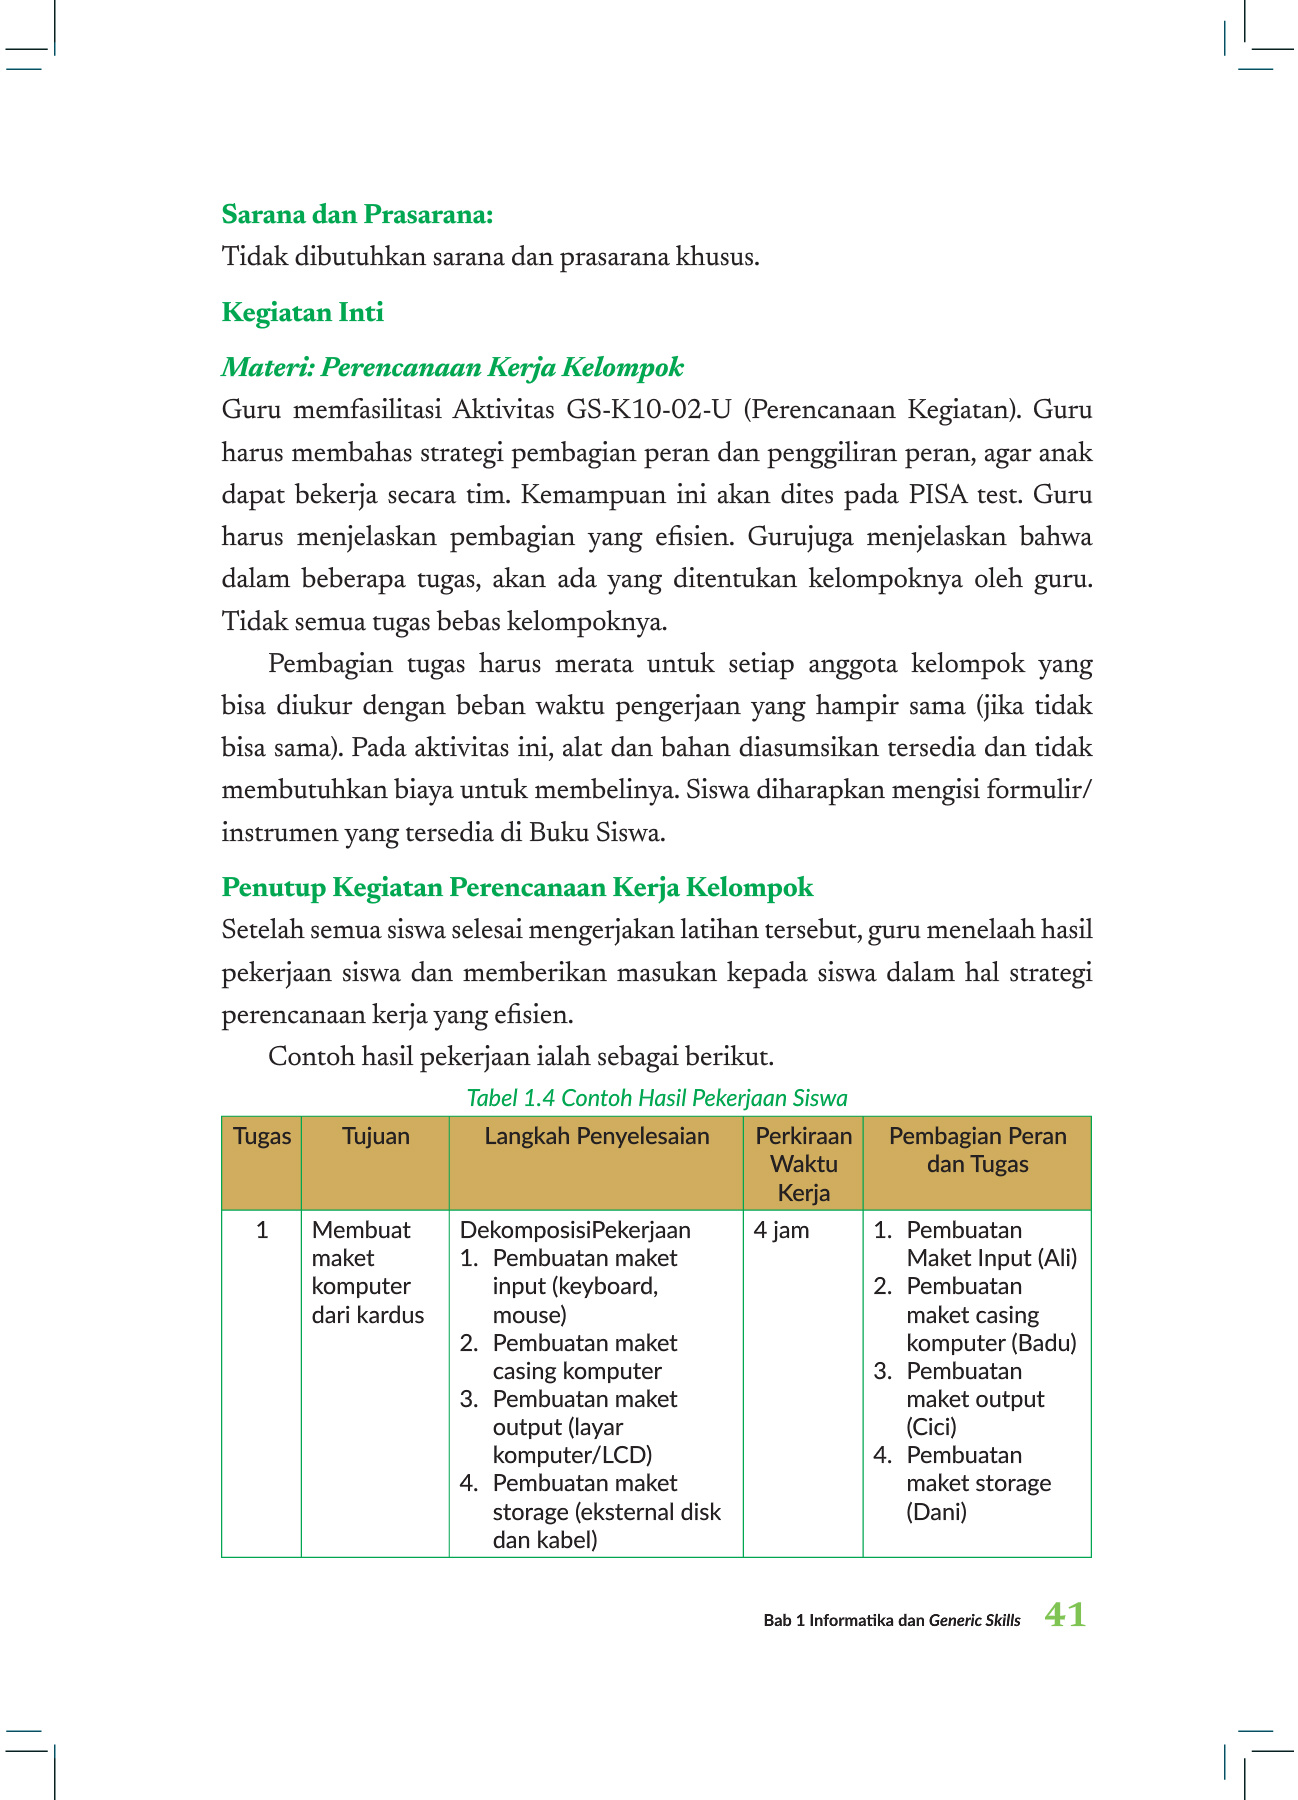 Sarana dan Prasarana:
Tidak dibutuhkan sarana dan prasarana khusus.
Kegiatan Inti
Materi: Perencanaan Kerja Kelompok
Guru memfasilitasi Aktivitas GS-K10-02-U (Perencanaan Kegiatan). Guru
harus membahas strategi pembagian peran dan penggiliran peran, agar anak
dapat bekerja secara tim. Kemampuan ini akan dites pada PISA test. Guru
harus menjelaskan pembagian yang efisien. Gurujuga menjelaskan bahwa
dalam beberapa tugas, akan ada yang ditentukan kelompoknya oleh guru.
Tidak semua tugas bebas kelompoknya.
Pembagian tugas harus merata untuk setiap anggota kelompok yang
bisa diukur dengan beban waktu pengerjaan yang hampir sama (jika tidak
bisa sama). Pada aktivitas ini, alat dan bahan diasumsikan tersedia dan tidak
membutuhkan biaya untuk membelinya. Siswa diharapkan mengisi formulir/
instrumen yang tersedia di Buku Siswa.
Penutup Kegiatan Perencanaan Kerja Kelompok
Setelah semua siswa selesai mengerjakan latihan tersebut, guru menelaah hasil
pekerjaan siswa dan memberikan masukan kepada siswa dalam hal strategi
perencanaan kerja yang efisien.
Contoh hasil pekerjaan ialah sebagai berikut.
Tabel 1.4 Contoh Hasil Pekerjaan Siswa
Tugas
Tujuan
Langkah Penyelesaian
Perkiraan
Waktu
Kerja
Pembagian Peran
dan Tugas
1
Membuat
maket
komputer
dari kardus
DekomposisiPekerjaan
1. Pembuatan maket
input (keyboard,
mouse)
2. Pembuatan maket
casing komputer
3. Pembuatan maket
output (layar
komputer/LCD)
4. Pembuatan maket
storage (eksternal disk
dan kabel)
4 jam
1. Pembuatan
Maket Input (Ali)
2. Pembuatan
maket casing
komputer (Badu)
3. Pembuatan
maket output
(Cici)
4. Pembuatan
maket storage
(Dani)
Bab 1 Informatika dan Generic Skills 41